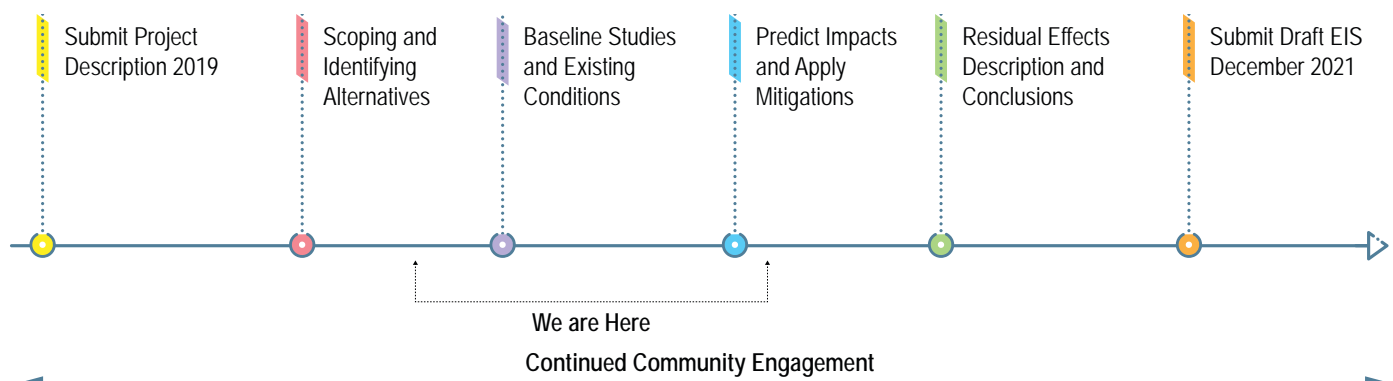 Submit Project
Description 2019
Scoping and
Identifying
Alternatives
Baseline Studies
and Existing
Conditions
Predict Impacts
and Apply
Mitigations
Residual Effects
Description and
Conclusions
Submit Draft EIS
December 2021
We are Here
Continued Community Engagement